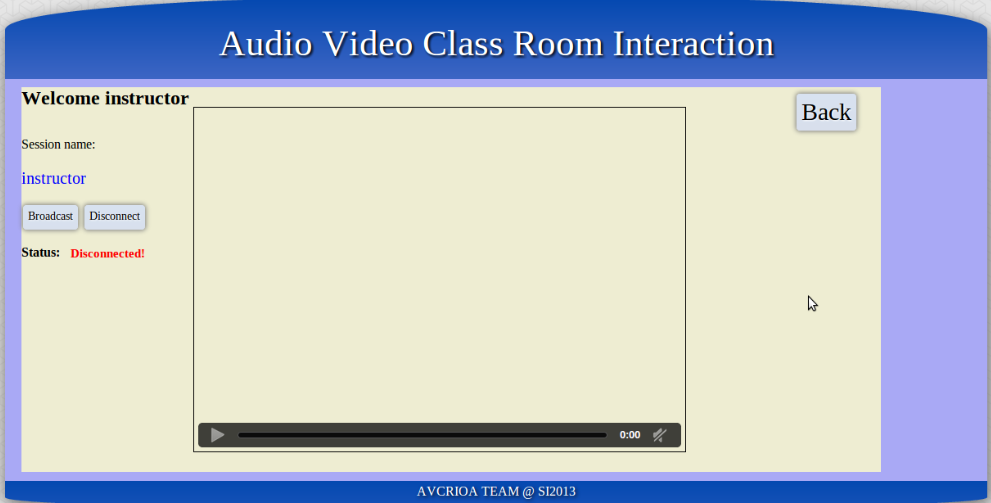 Audio Video Class Room Interaction
Welcome instructor
Back
Session name:
instructor
Broadcast Disconnect
Status: Disconnected!
0:00
AVCRIOA TEAM @ SI2013